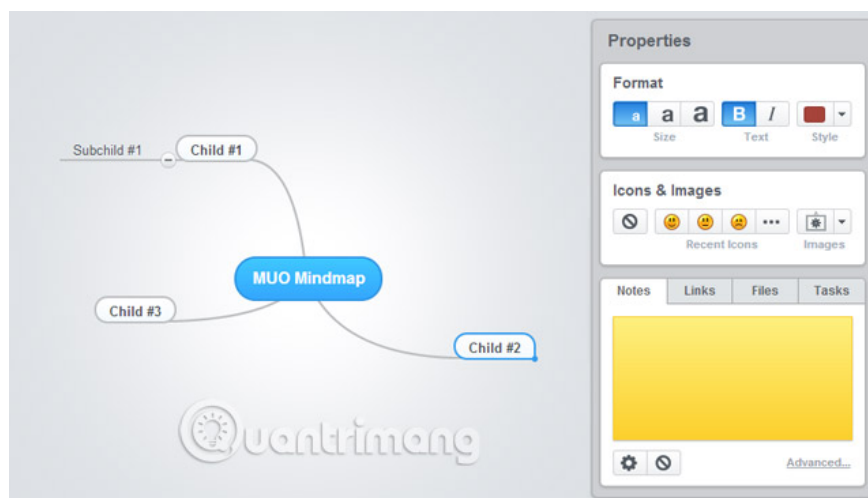 Properties
Format
a a a B I
Size Text Style
Subchild #1
Child #1
Icons & Images
Recent Icons Images
MUO Mindmap
Child #3
Child #2
Notes Links Files Tasks
Quantrimang
Advanced...